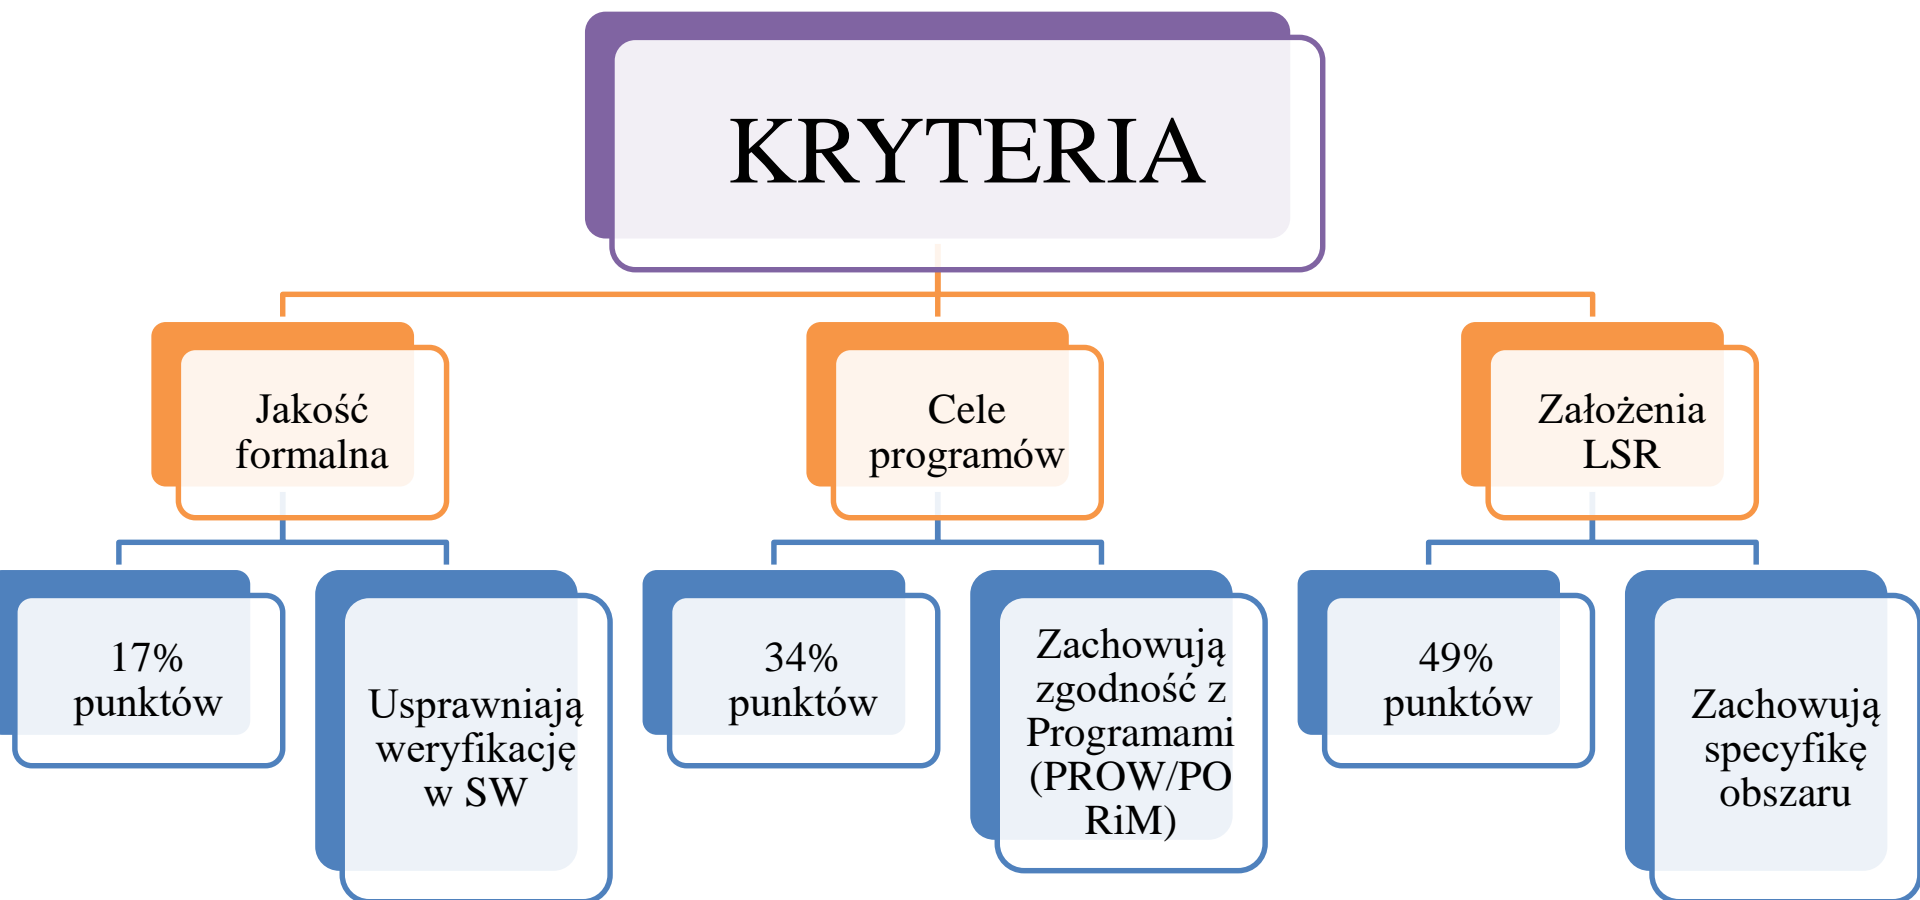 KRYTERIA
Jakość
formalna
Cele
programów
Założenia
LSR
17%
punktów
Usprawniają
weryfikację
w SW
34%
punktów
Zachowują
zgodność z
Programami
(PROW/PO
RiM)
49%
punktów
Zachowują
specyfikę
obszaru